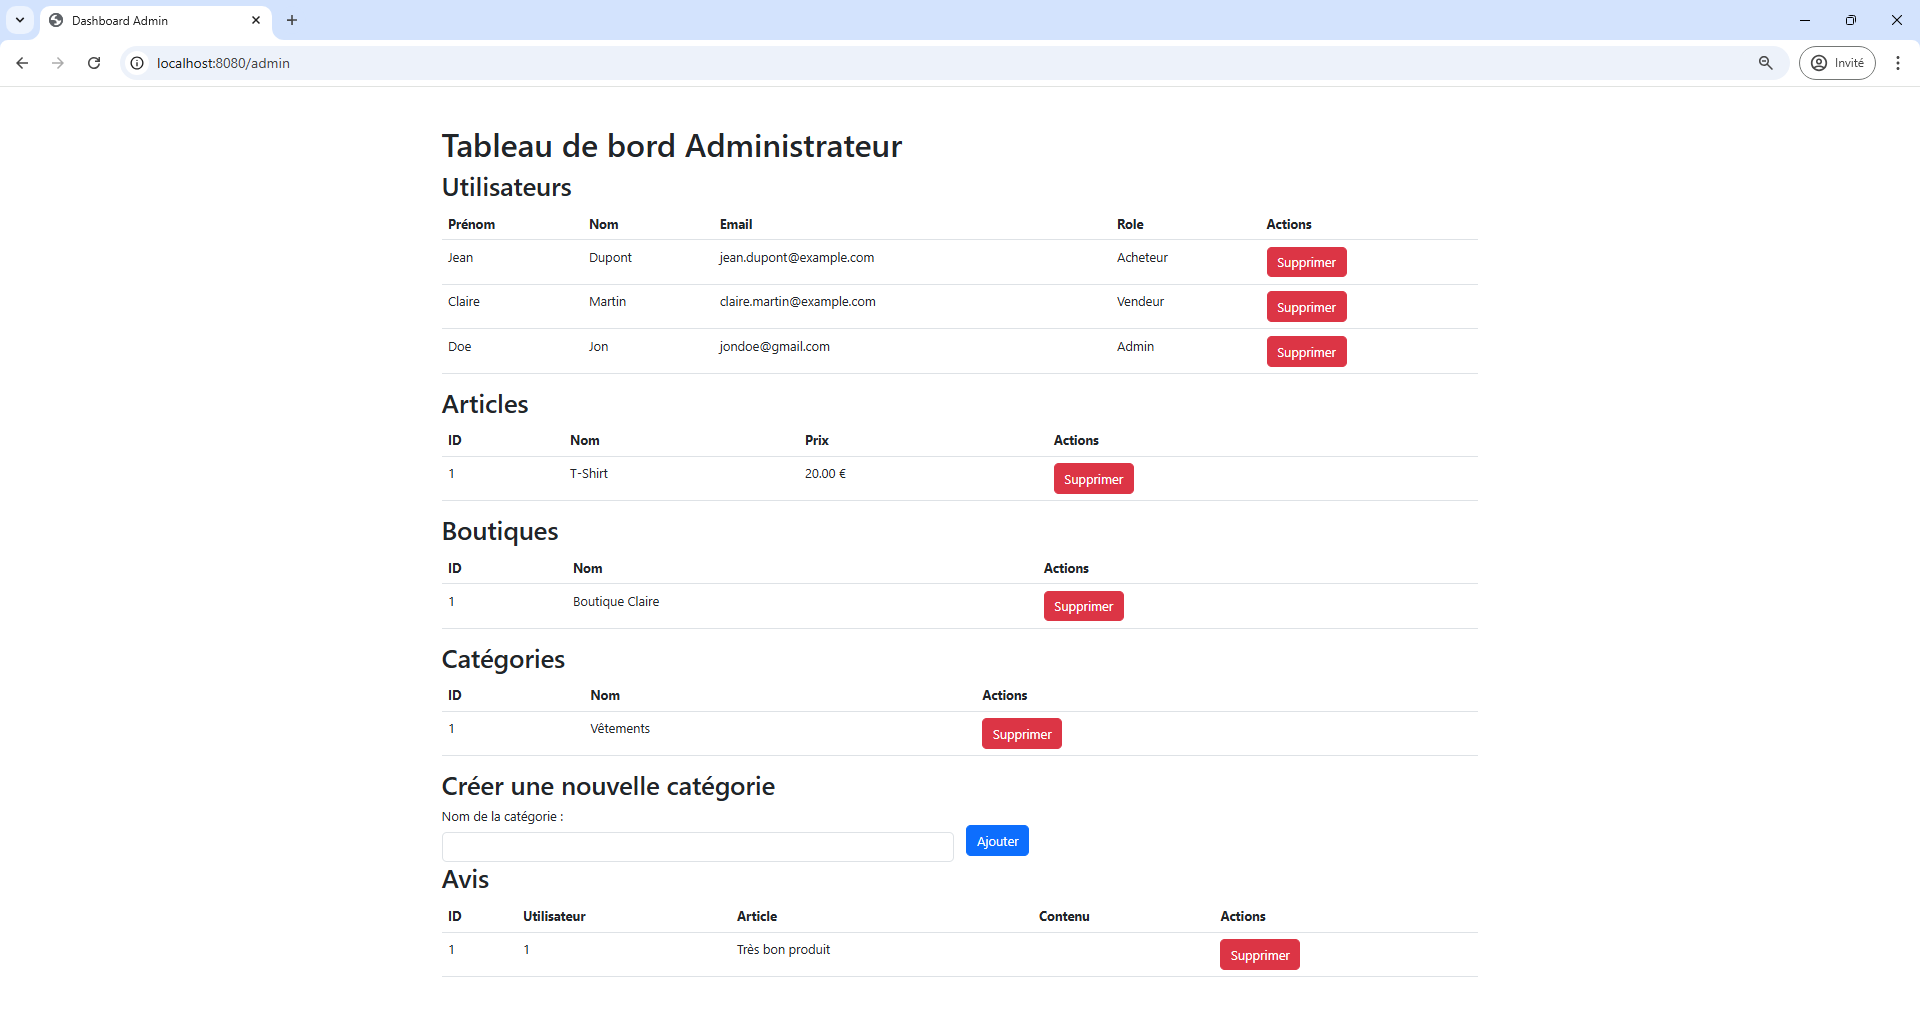 Dashboard Admin
localhost:8080/admin
Invité
Tableau de bord Administrateur
Utilisateurs
Prénom Nom Email Role Actions
Jean Dupont jean.dupont@example.com Acheteur Supprimer
Claire Martin claire.martin@example.com Vendeur Supprimer
Doe Jon jondoe@gmail.com Admin Supprimer
Articles
ID Nom Prix Actions
1 T-Shirt 20.00 € Supprimer
Boutiques
ID Nom Actions
1 Boutique Claire Supprimer
Catégories
ID Nom Actions
1 Vêtements Supprimer
Créer une nouvelle catégorie
Nom de la catégorie :
Ajouter
Avis
ID Utilisateur Article Contenu Actions
1 1 Très bon produit Supprimer